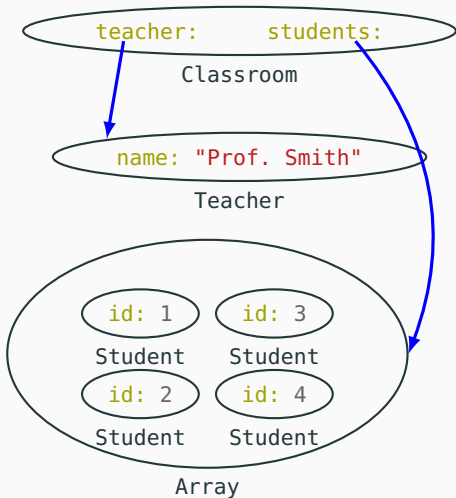 teacher: students:
Classroom
name: "Prof. Smith"
Teacher
id: 1 id: 3
Student Student
id: 2 id: 4
Student Student
Array